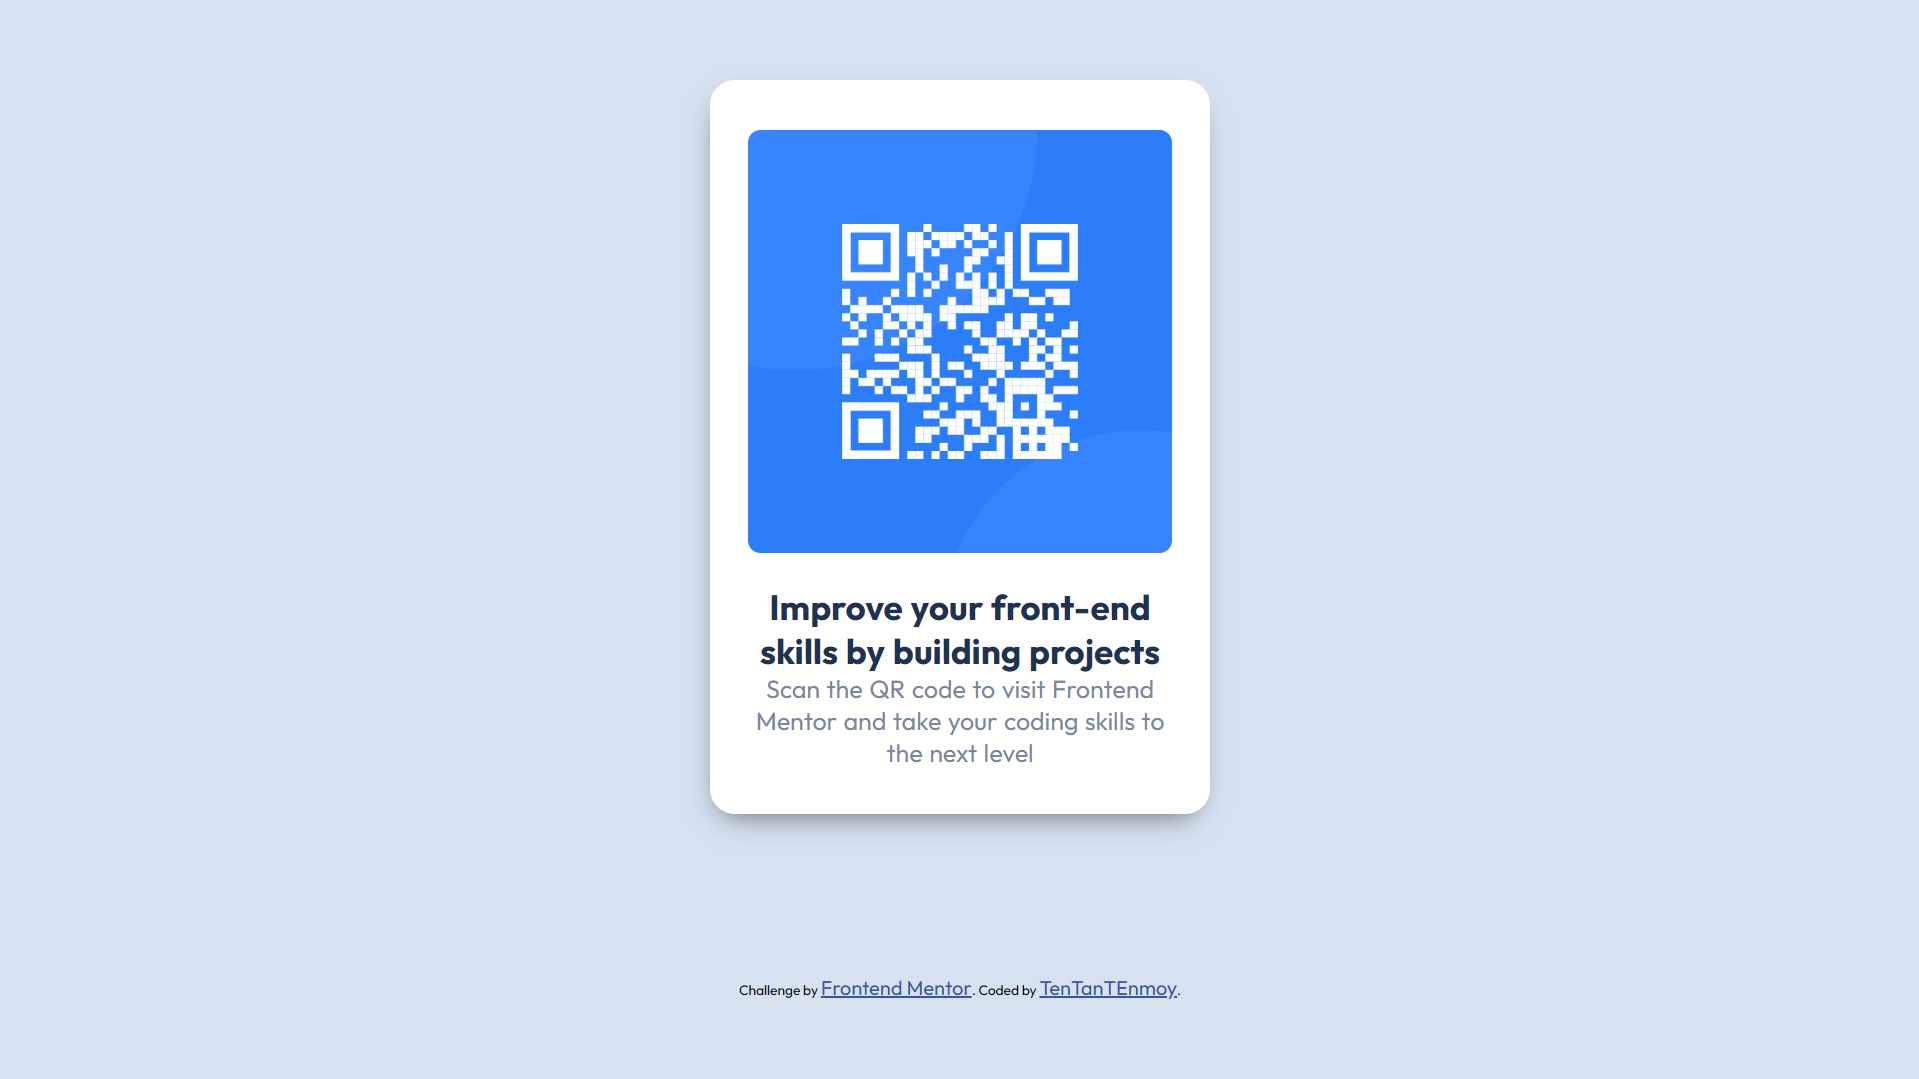 Improve your front-end
skills by building projects
Scan the QR code to visit Frontend
Mentor and take your coding skills to
the next level
Challenge by Frontend Mentor. Coded by TenTanTEnmoy.